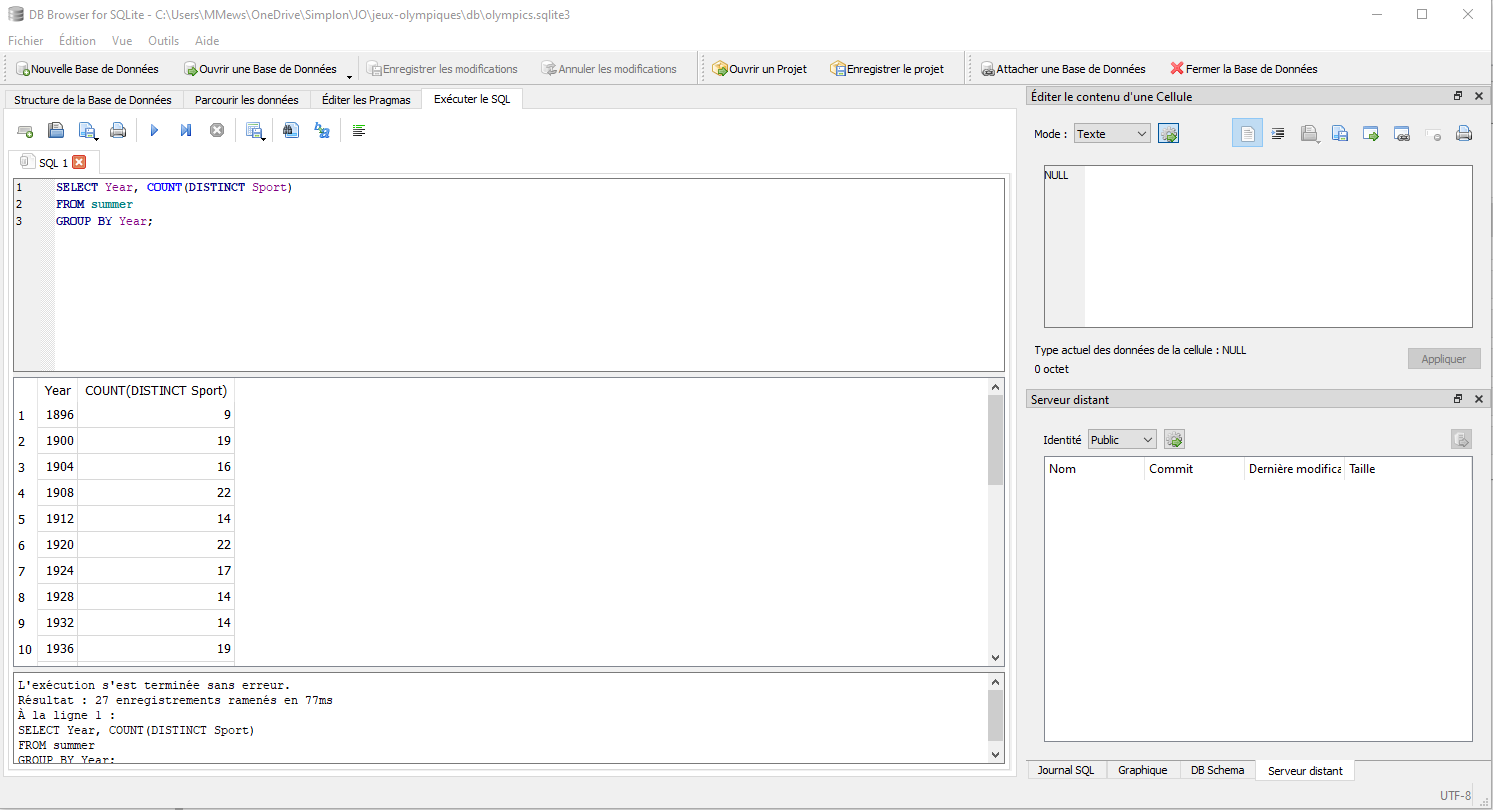 DB Browser for SQLite - C:\Users\MMews\OneDrive\Simplon\JO\jeux-olympiques\db\olympics.sqlite3
Fichier Édition Vue Outils Aide
Nouvelle Base de Données Ouvrir une Base de Données Enregistrer les modifications Annuler les modifications Ouvrir un Projet Enregistrer le projet Attacher une Base de Données Fermer la Base de Données
Structure de la Base de Données Parcourir les données Éditer les Pragmas Exécuter le SQL
SQL 1
1 SELECT Year, COUNT(DISTINCT Sport)
2 FROM summer
3 GROUP BY Year;
Year COUNT(DISTINCT Sport)
1 1896 9
2 1900 19
3 1904 16
4 1908 22
5 1912 14
6 1920 22
7 1924 17
8 1928 14
9 1932 14
10 1936 19
L'exécution s'est terminée sans erreur.
Résultat : 27 enregistrements ramenés en 77ms
À la ligne 1 :
SELECT Year, COUNT(DISTINCT Sport)
FROM summer
GROUP BY Year;
Éditer le contenu d'une Cellule
Mode : Texte
NULL
Type actuel des données de la cellule : NULL
0 octet
Appliquer
Serveur distant
Identité Public
Nom Commit Dernière modifica Taille
Journal SQL Graphique DB Schema Serveur distant
UTF-8